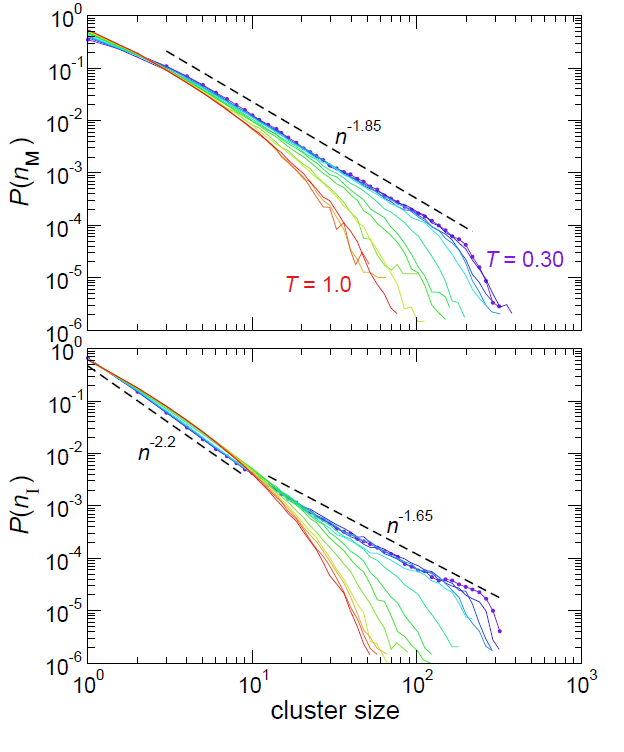 10^0
10^-1
10^-2
10^-3
10^-4
10^-5
10^-6
P(n_M)
n^-1.85
T = 0.30
T = 1.0
10^0
10^-1
10^-2
10^-3
10^-4
10^-5
10^-6
P(n_I)
n^-2.2
n^-1.65
10^0 10^1 10^2 10^3
cluster size